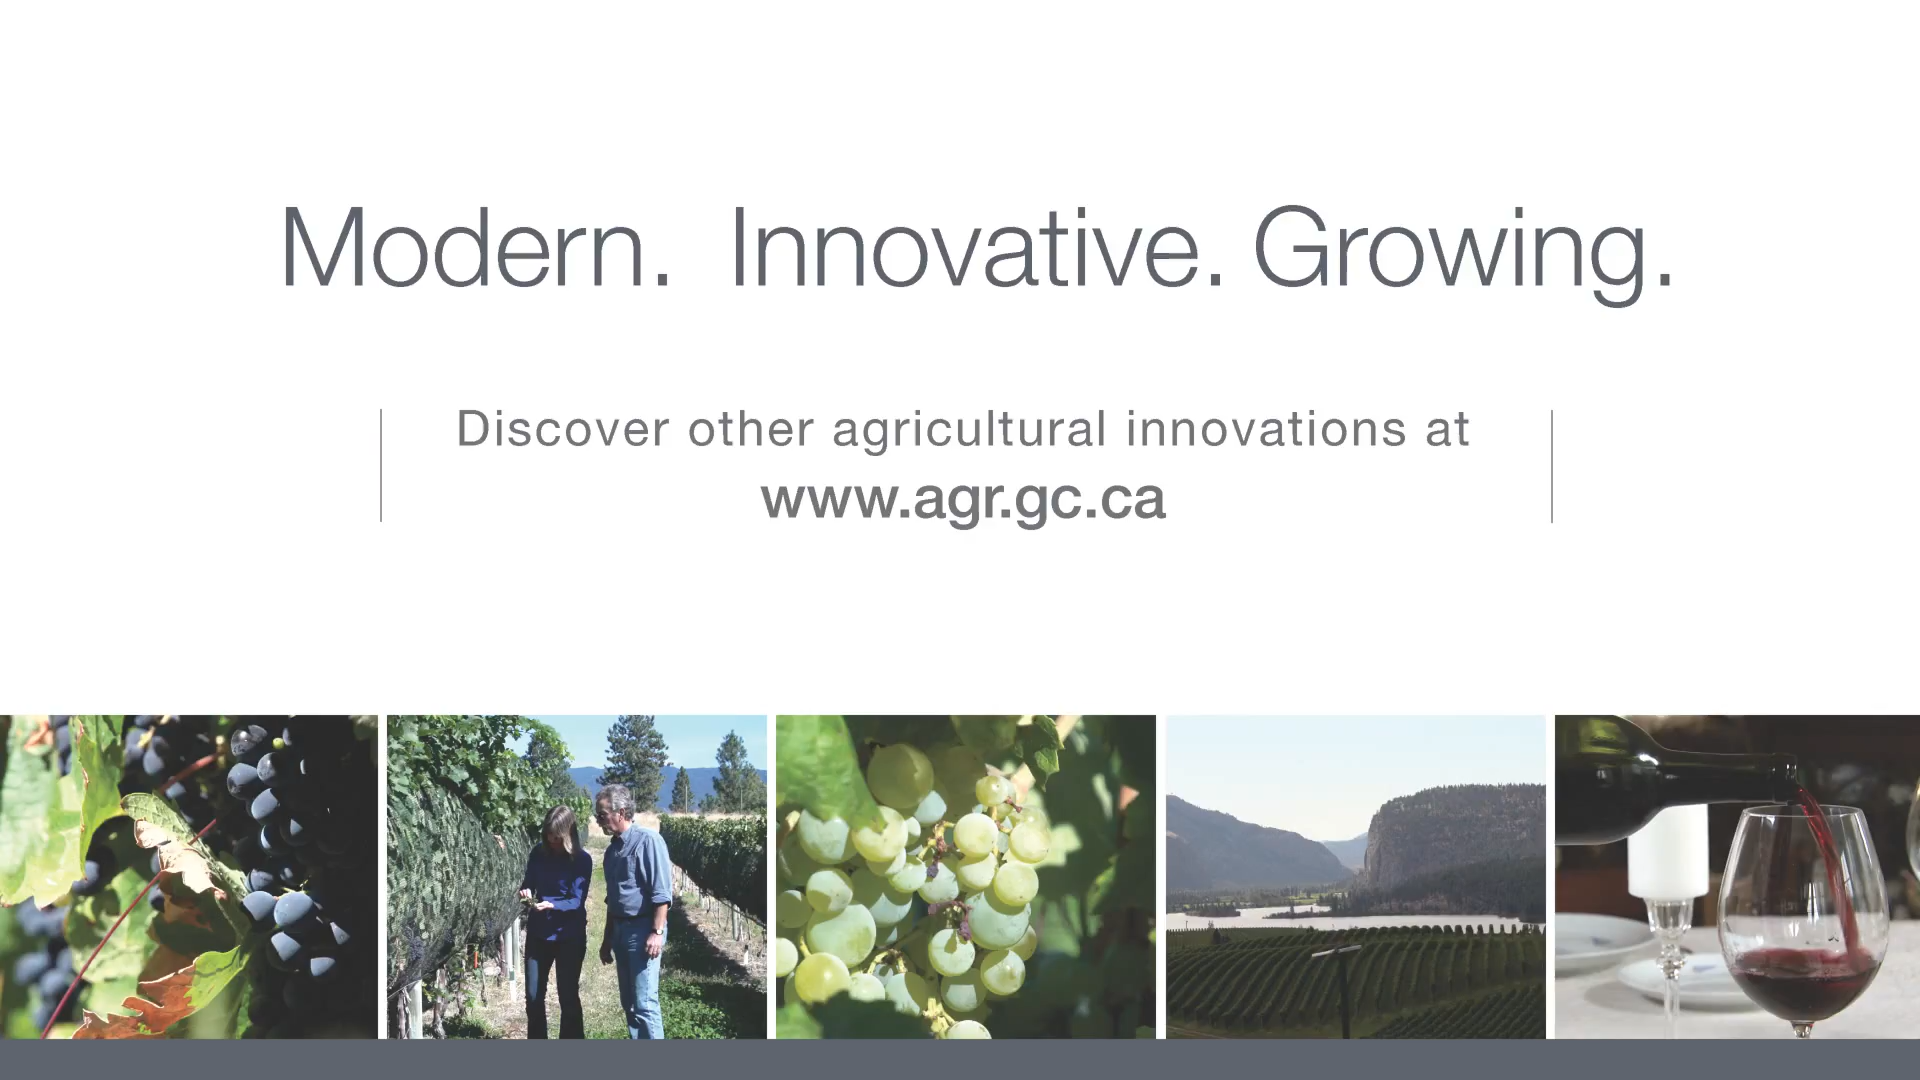 Modern. Innovative. Growing.
Discover other agricultural innovations at
www.agr.gc.ca